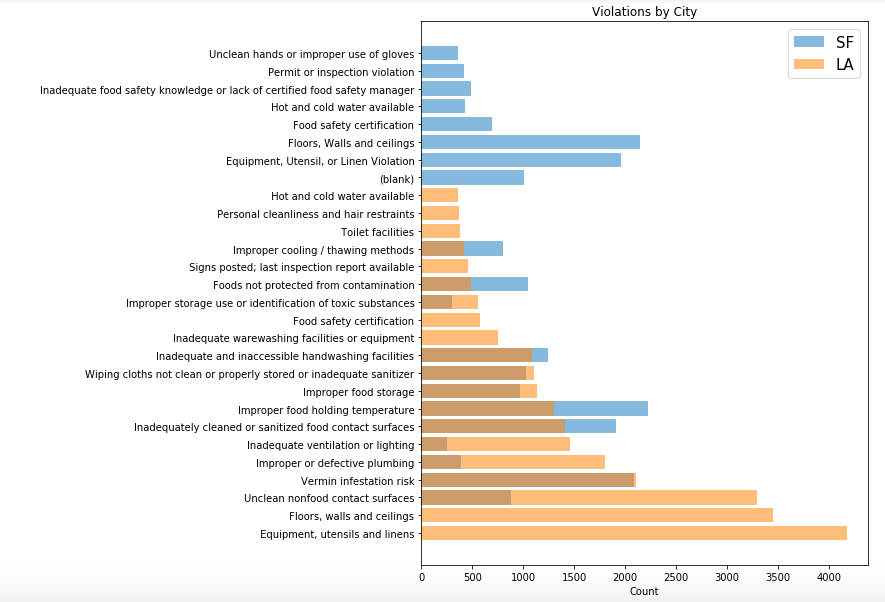 Violations by City
SF
LA
Unclean hands or improper use of gloves
Permit or inspection violation
Inadequate food safety knowledge or lack of certified food safety manager
Hot and cold water available
Food safety certification
Floors, Walls and ceilings
Equipment, Utensil, or Linen Violation
(blank)
Hot and cold water available
Personal cleanliness and hair restraints
Toilet facilities
Improper cooling / thawing methods
Signs posted; last inspection report available
Foods not protected from contamination
Improper storage use or identification of toxic substances
Food safety certification
Inadequate warewashing facilities or equipment
Inadequate and inaccessible handwashing facilities
Wiping cloths not clean or properly stored or inadequate sanitizer
Improper food storage
Improper food holding temperature
Inadequately cleaned or sanitized food contact surfaces
Inadequate ventilation or lighting
Improper or defective plumbing
Vermin infestation risk
Unclean nonfood contact surfaces
Floors, walls and ceilings
Equipment, utensils and linens
0 500 1000 1500 2000 2500 3000 3500 4000
Count